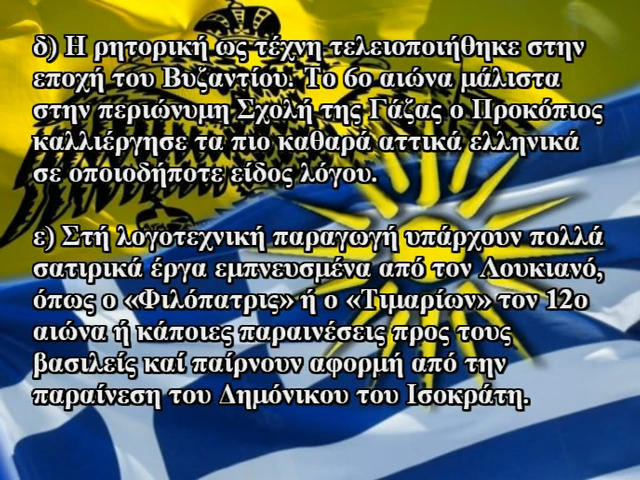 δ) Η ρητορική ως τέχνη τελειοποιήθηκε στην
εποχή του Βυζαντίου. Το 6ο αιώνα μάλιστα
στην περιώνυμη Σχολή της Γάζας ο Προκόπιος
καλλιέργησε τα πιο καθαρά αττικά ελληνικά
σε οποιοδήποτε είδος λόγου.
ε) Στή λογοτεχνική παραγωγή υπάρχουν πολλά
σατιρικά έργα εμπνευσμένα από τον Λουκιανό,
όπως ο «Φιλόπατρις» ή ο «Τιμαρίων» τον 12ο
αιώνα ή κάποιες παραινέσεις προς τους
βασιλείς καί παίρνουν αφορμή από την
παραίνεση του Δημόνικου του Ισοκράτη.